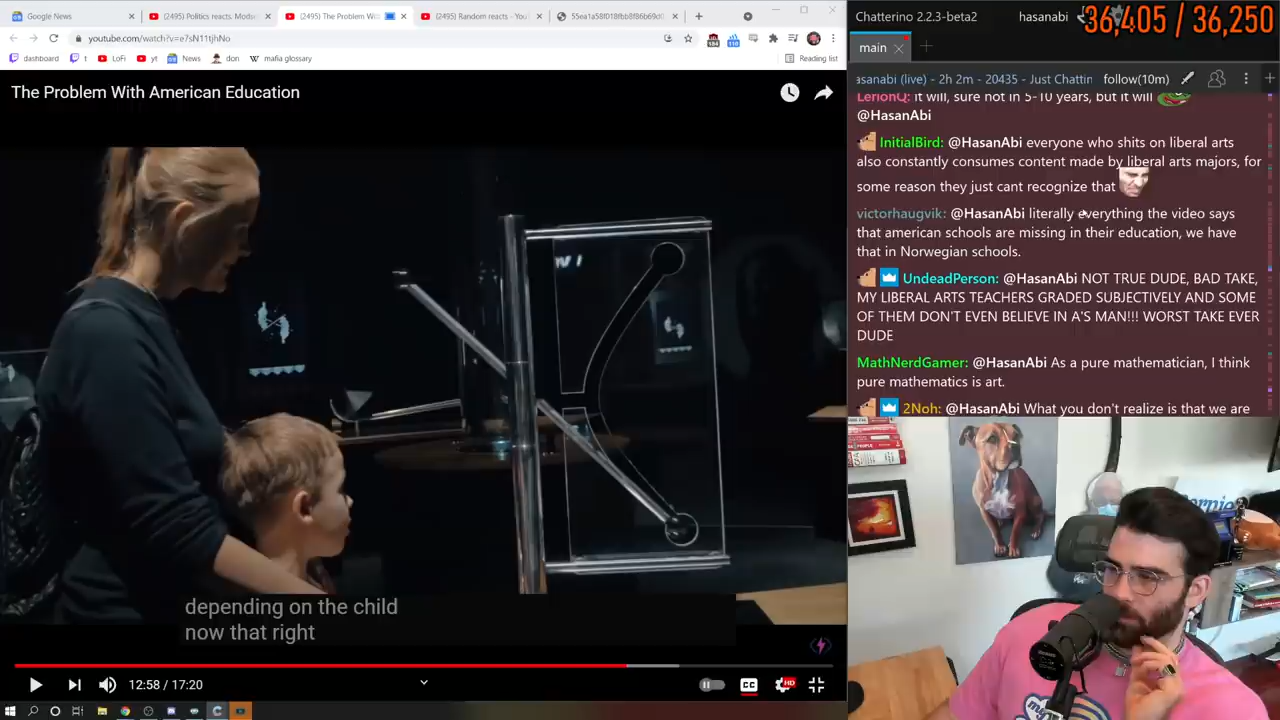 Google News
(2495) Politics reacts. Mode
(2495) The Problem Wi
(2495) Random reacts - You
55ea1a58f018fbb8f86b69d
youtube.com/watch?v=e7sN11tjhNo
dashboard
t
LoFi
yt
News
don
mafia glossary
Reading list
The Problem With American Education
depending on the child
now that right
12:58 / 17:20
CC
HD
Chatterino 2.2.3-beta2
hasanabi
36,405 / 36,250
main
asanabi (live) - 2h 2m - 20435 - Just Chattin
follow(10m)
LerionQ: it will, sure not in 5-10 years, but it will
@HasanAbi
InitialBird: @HasanAbi everyone who shits on liberal arts
also constantly consumes content made by liberal arts majors, for
some reason they just cant recognize that
victorhaugvik: @HasanAbi literally everything the video says
that american schools are missing in their education, we have
that in Norwegian schools.
UndeadPerson: @HasanAbi NOT TRUE DUDE, BAD TAKE,
MY LIBERAL ARTS TEACHERS GRADED SUBJECTIVELY AND SOME
OF THEM DON'T EVEN BELIEVE IN A'S MAN!!! WORST TAKE EVER
DUDE
MathNerdGamer: @HasanAbi As a pure mathematician, I think
pure mathematics is art.
2Noh: @HasanAbi What you don't realize is that we are
Bernie